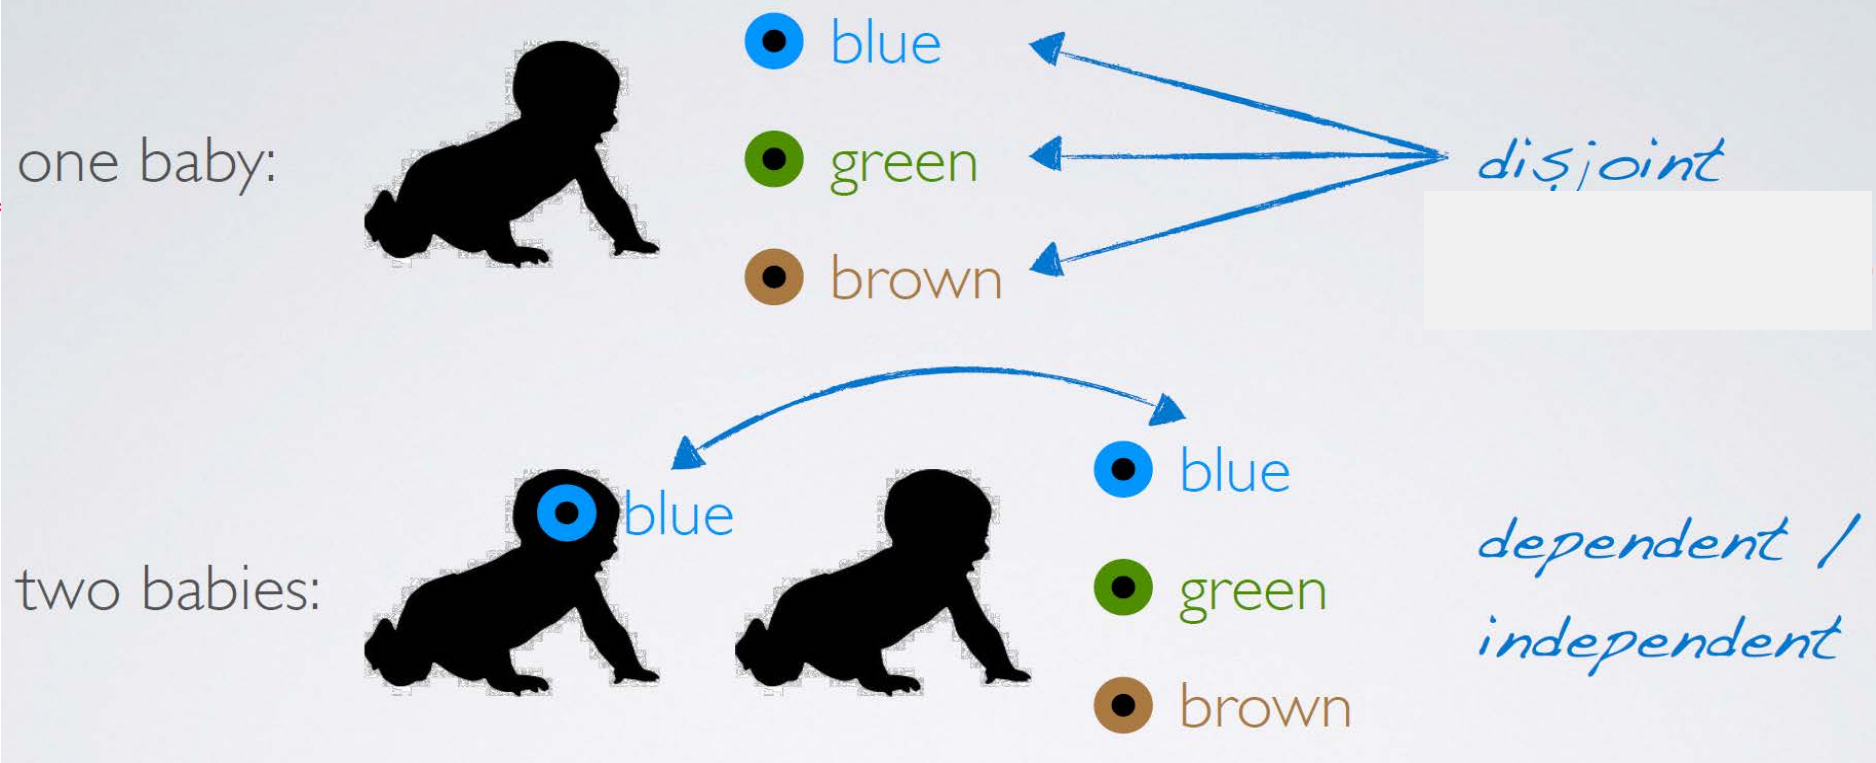 blue
one baby:
green
disjoint
brown
blue
blue
two babies:
green
dependent /
independent
brown